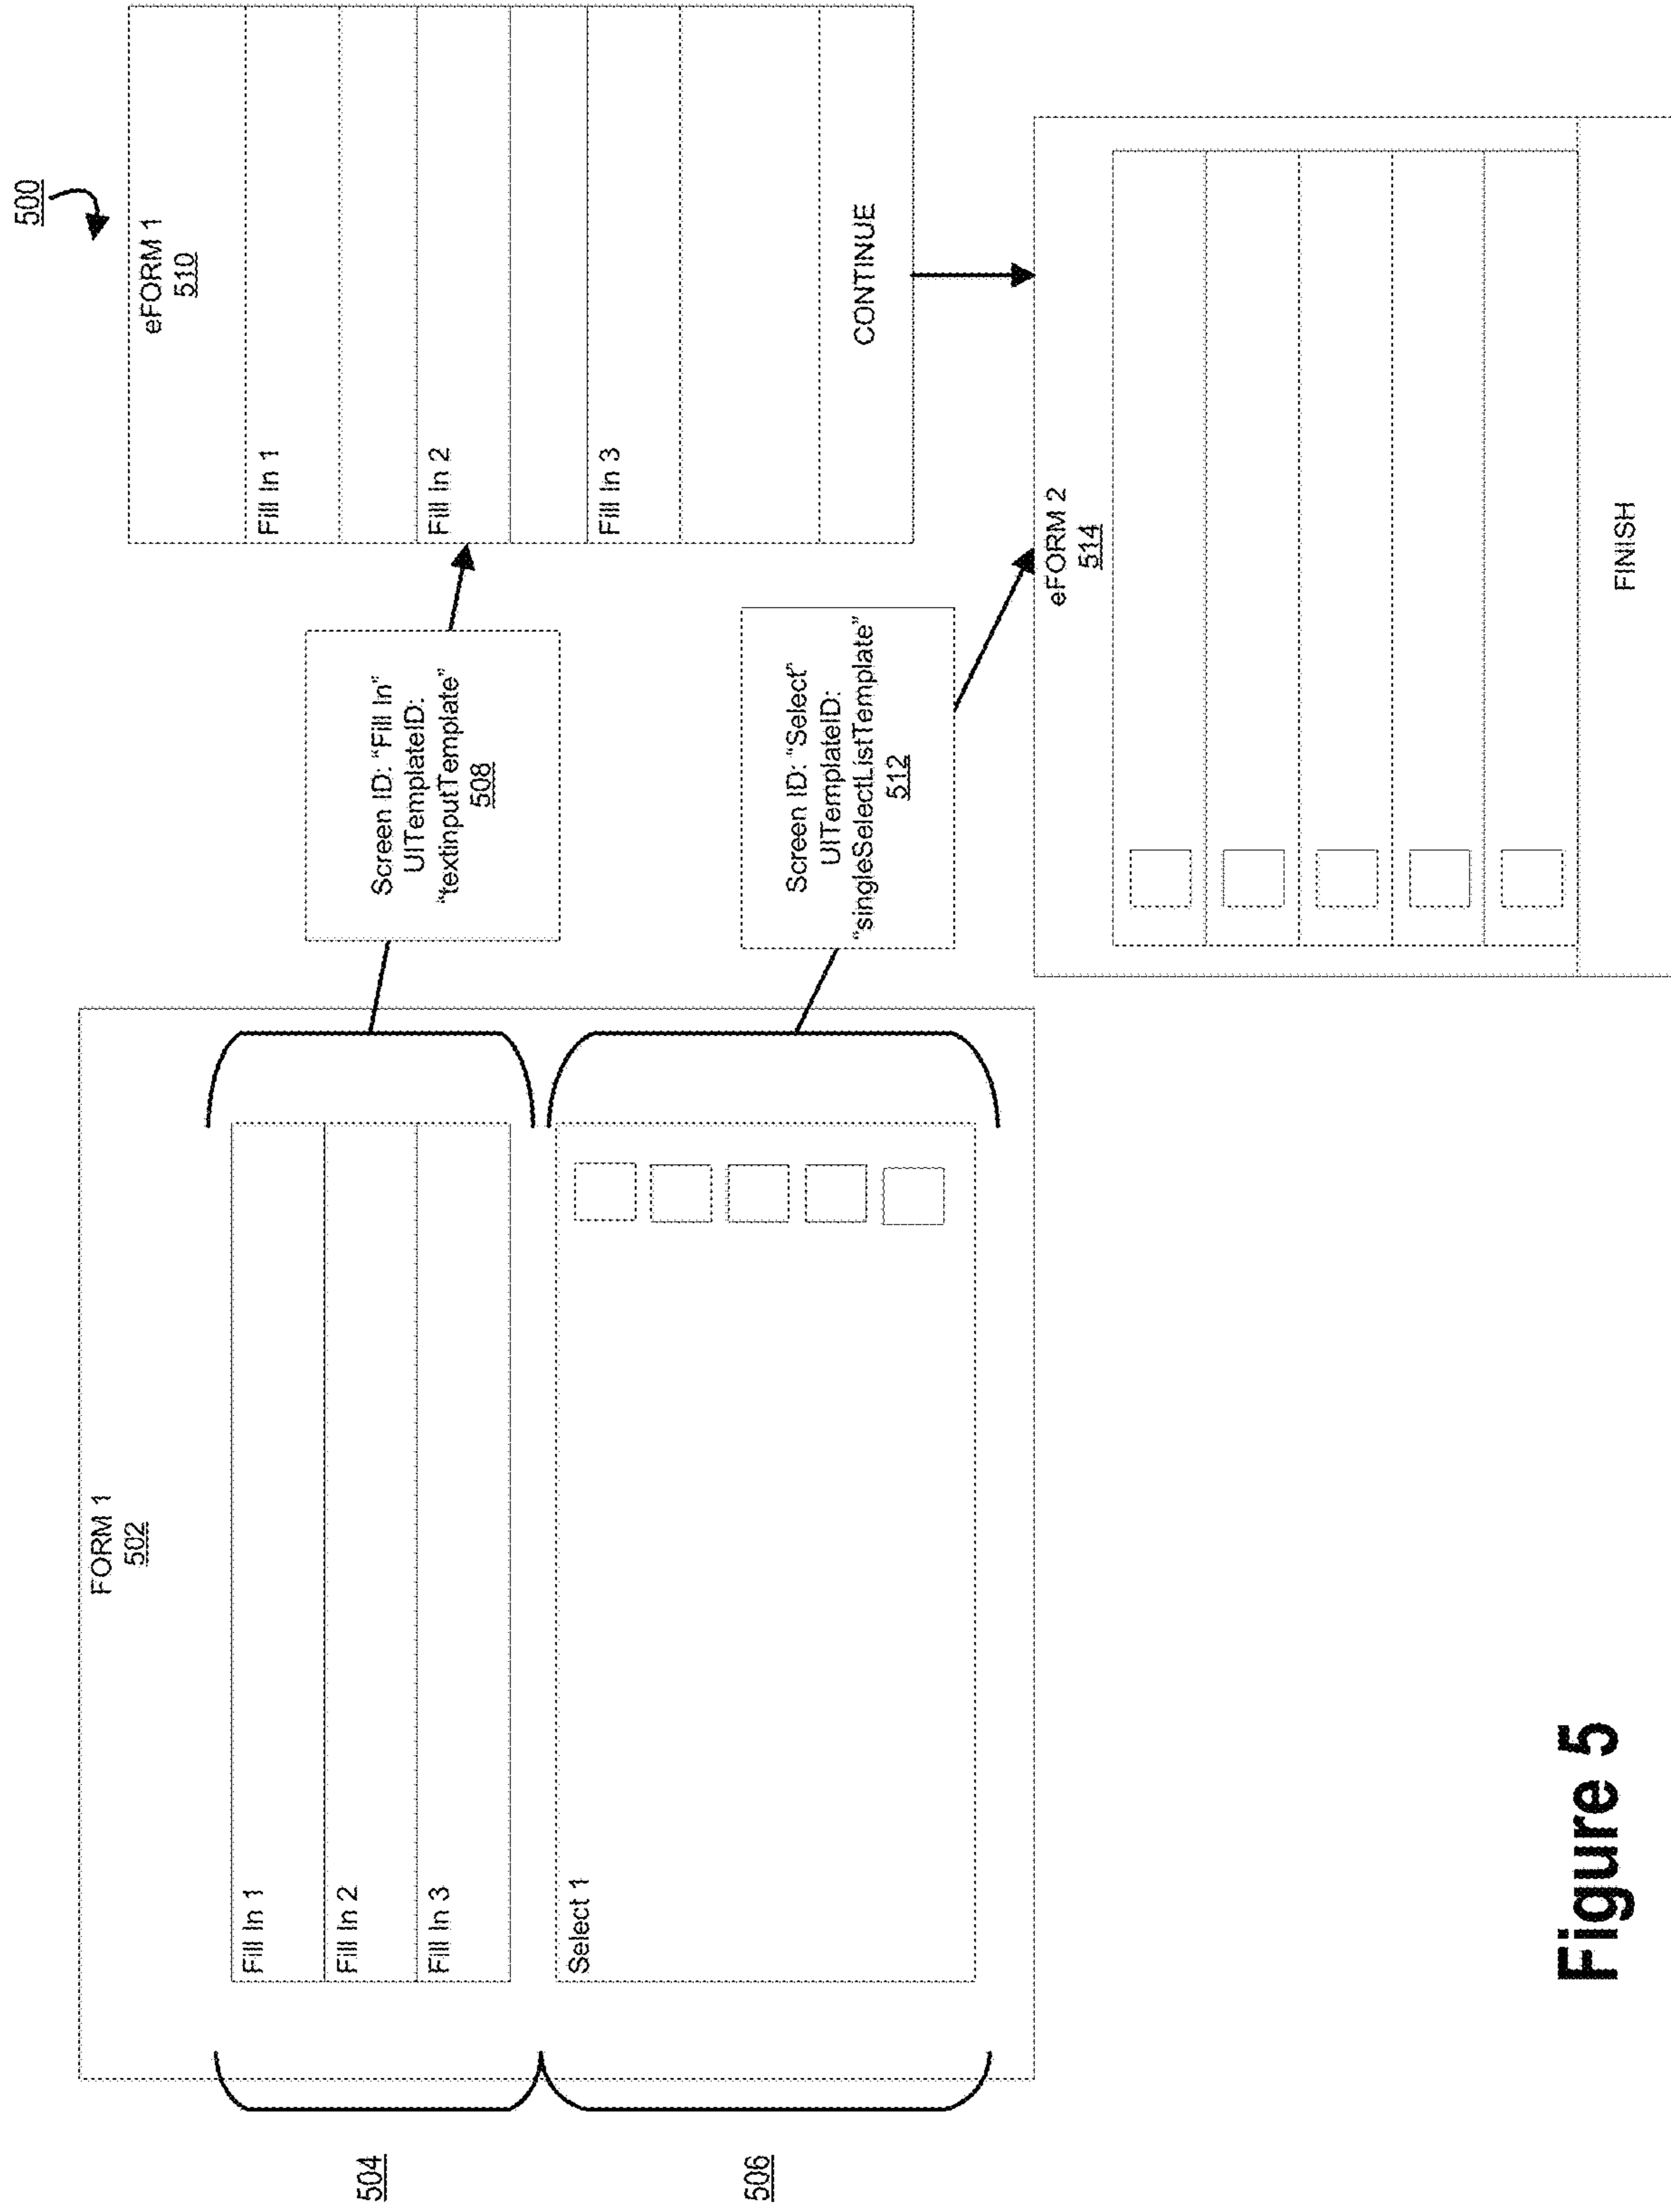 500
FORM 1
502
504
Fill In 1
Fill In 2
Fill In 3
506
Select 1
Screen ID: “Fill In”
UITemplateID:
“textInputTemplate”
508
Screen ID: “Select”
UITemplateID:
“singleSelectListTemplate”
512
eFORM 1
510
Fill In 1
Fill In 2
Fill In 3
CONTINUE
eFORM 2
514
FINISH
Figure 5